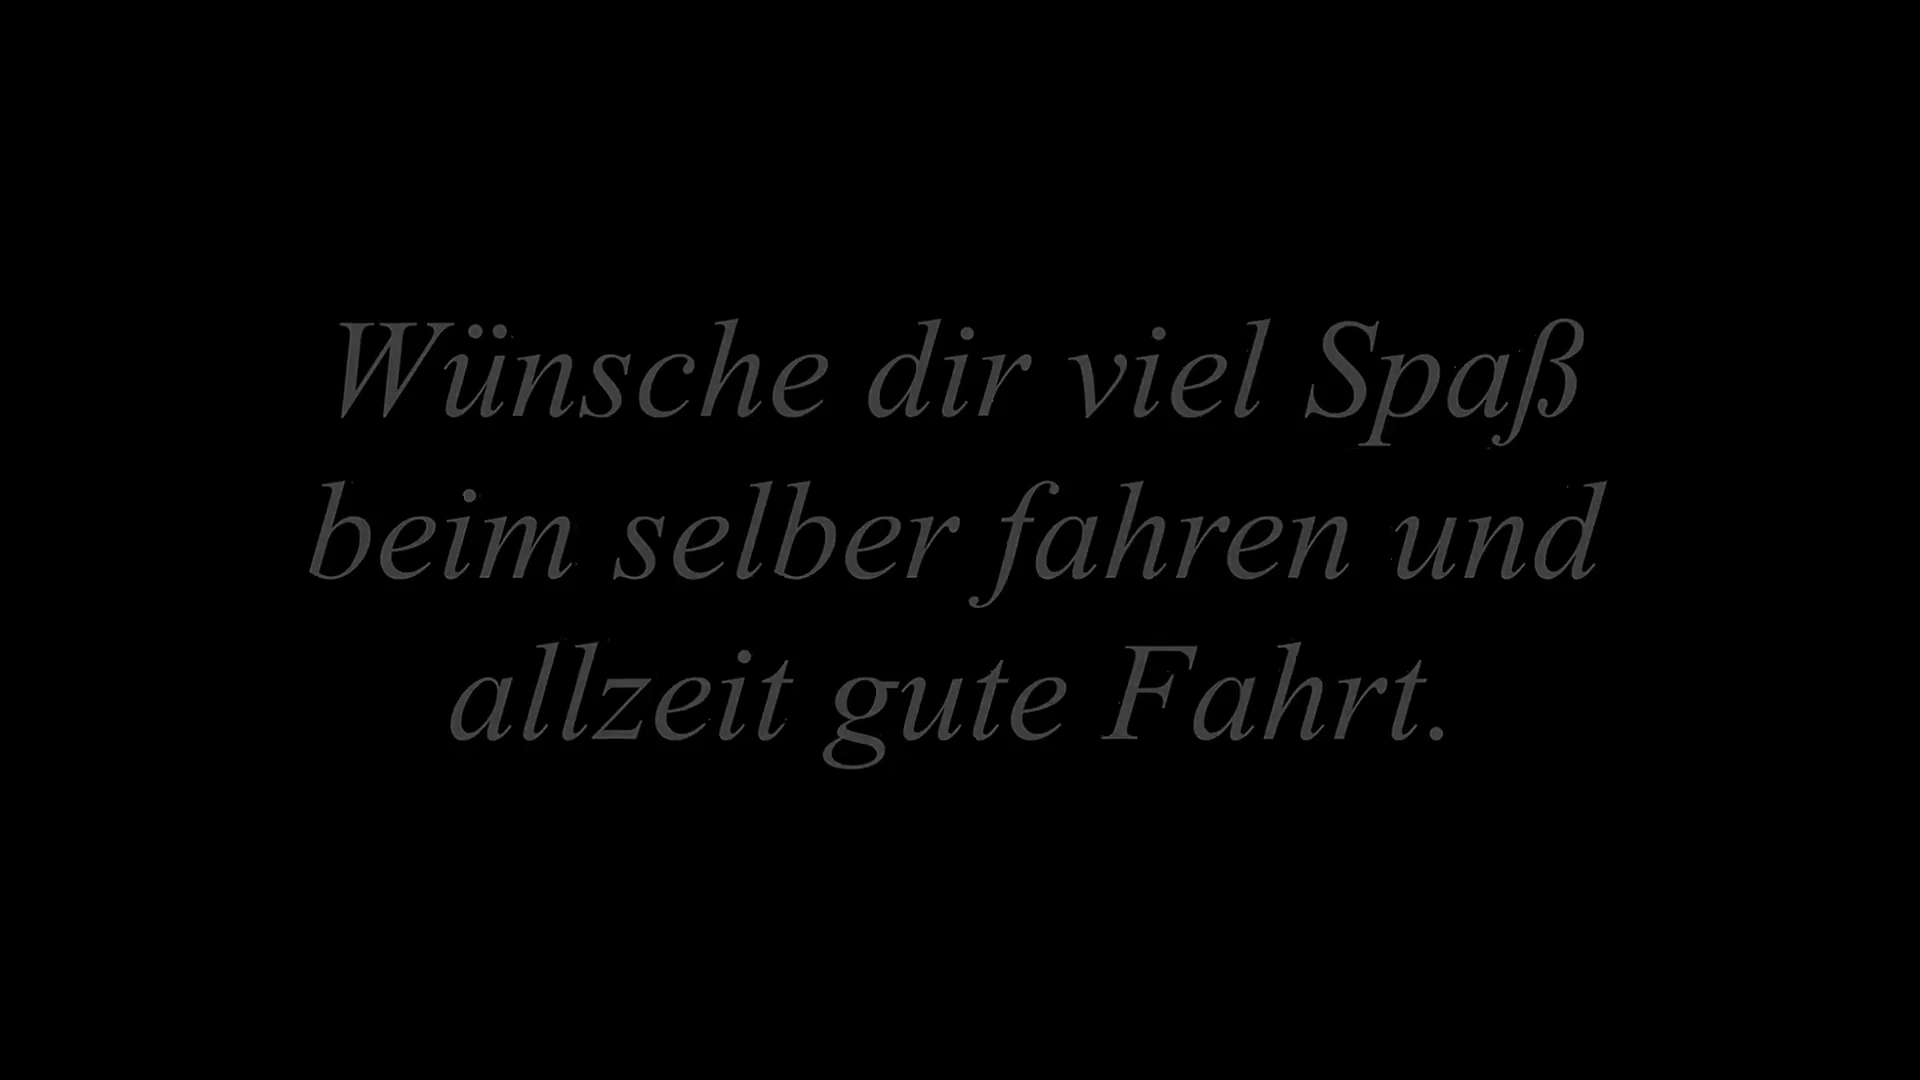 Wünsche dir viel Spaß
beim selber fahren und
allzeit gute Fahrt.